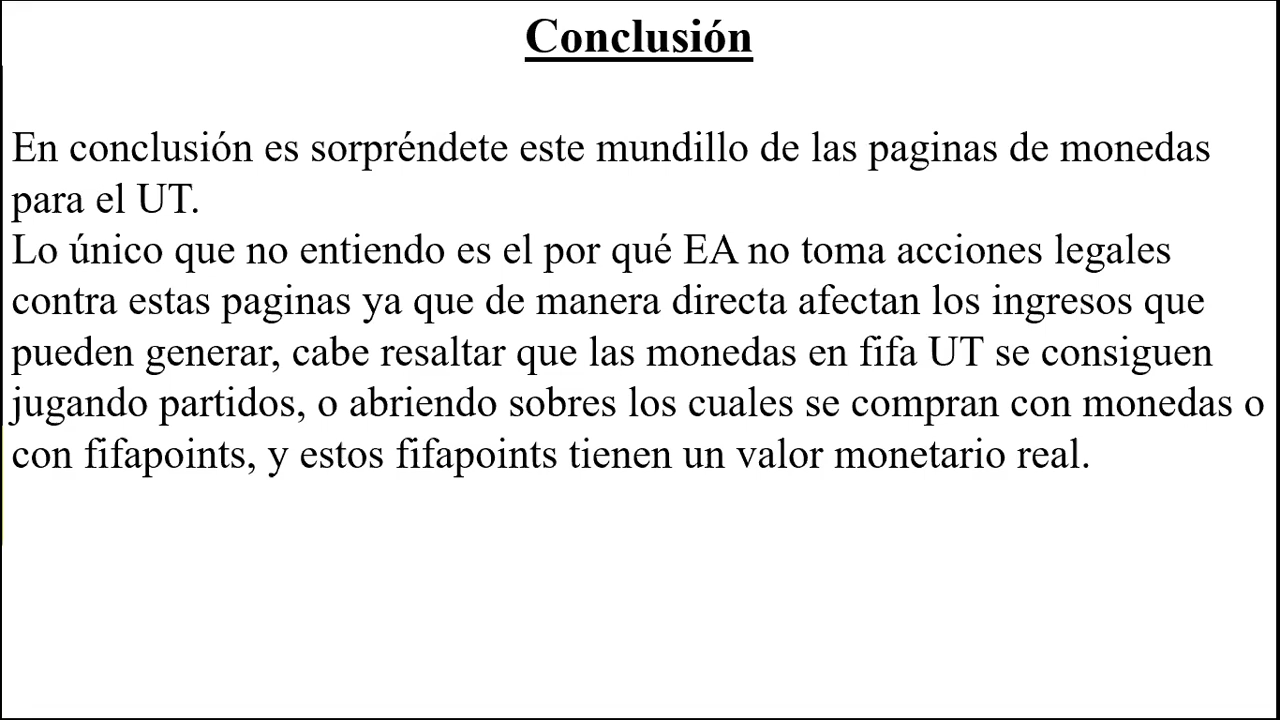 Conclusión
En conclusión es sorpréndete este mundillo de las paginas de monedas
para el UT.
Lo único que no entiendo es el por qué EA no toma acciones legales
contra estas paginas ya que de manera directa afectan los ingresos que
pueden generar, cabe resaltar que las monedas en fifa UT se consiguen
jugando partidos, o abriendo sobres los cuales se compran con monedas o
con fifapoints, y estos fifapoints tienen un valor monetario real.